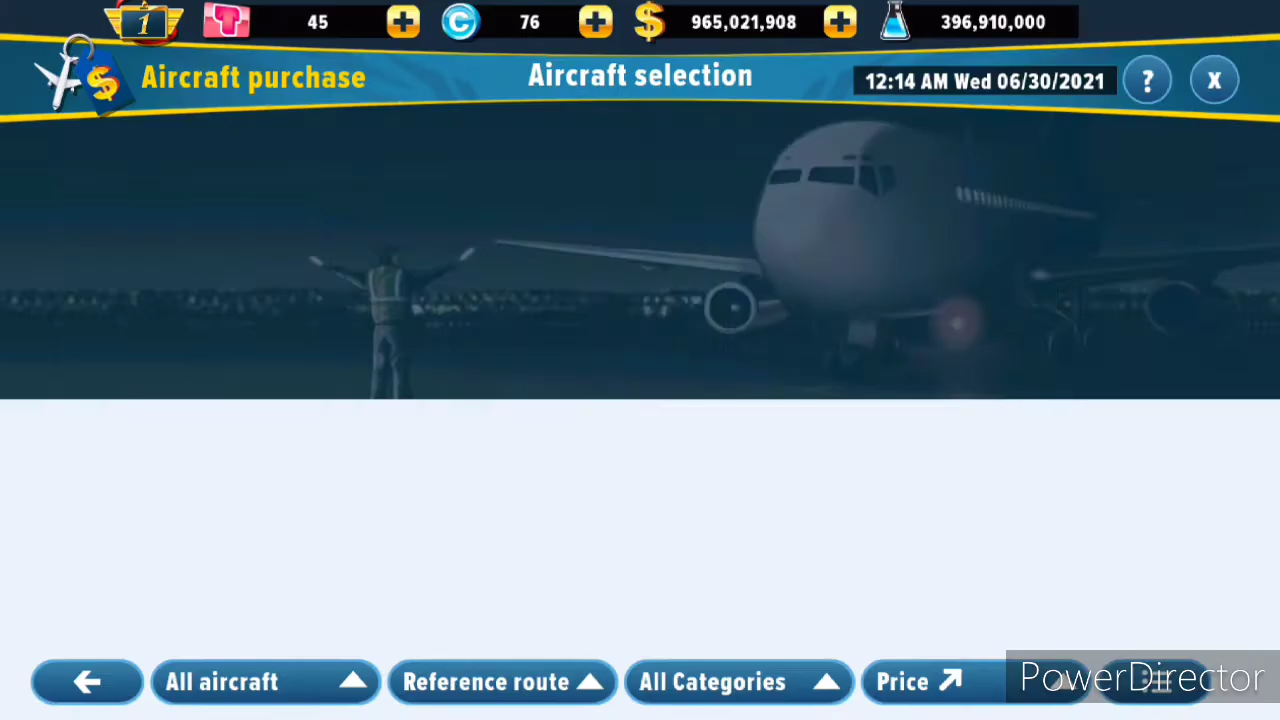 1
45
76
965,021,908
396,910,000
Aircraft purchase
Aircraft selection
12:14 AM Wed 06/30/2021
?
X
All aircraft
Reference route
All Categories
Price
PowerDirector